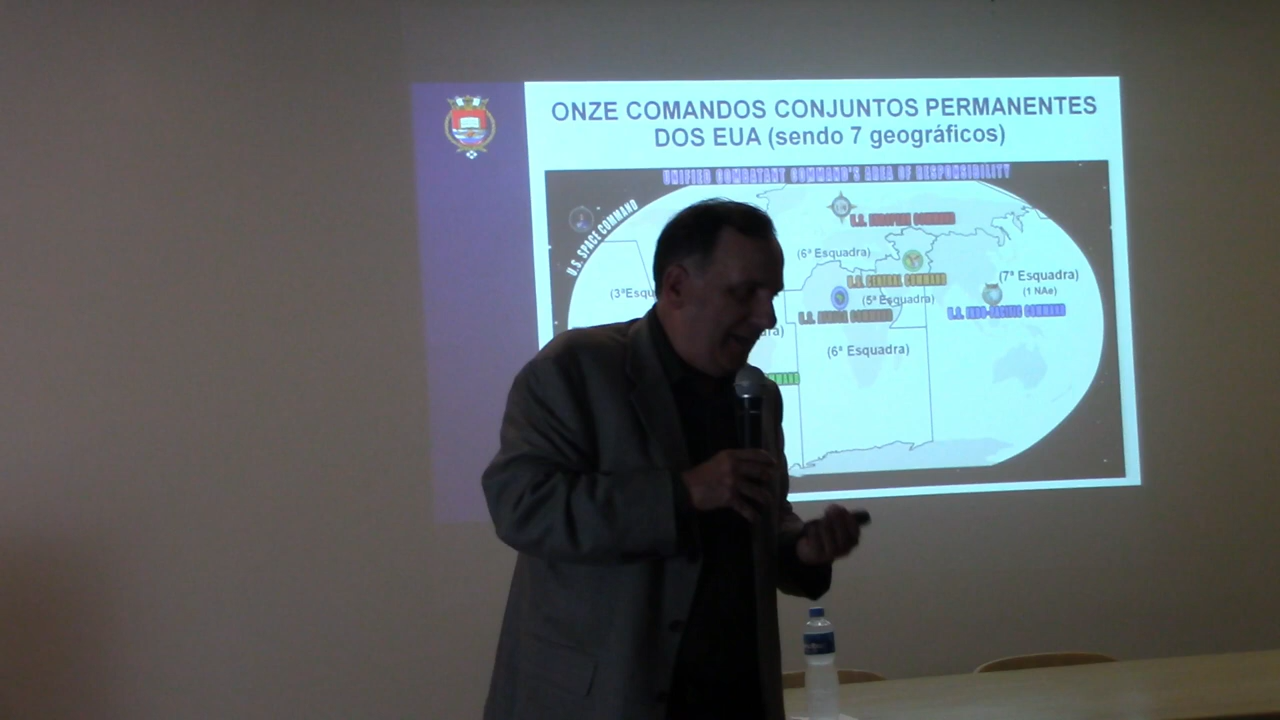 ONZE COMANDOS CONJUNTOS PERMANENTES
DOS EUA (sendo 7 geográficos)
UNIFIED COMBATANT COMMAND'S AREA OF RESPONSIBILITY
U.S. SPACE COMMAND
U.S. EUROPEAN COMMAND
(6ª Esquadra)
U.S. CENTRAL COMMAND
(7ª Esquadra)
(3ªEsqu
(5ª Esquadra)
(1 NAe)
U.S. AFRICA COMMAND
U.S. INDO-PACIFIC COMMAND
(6ª Esquadra)